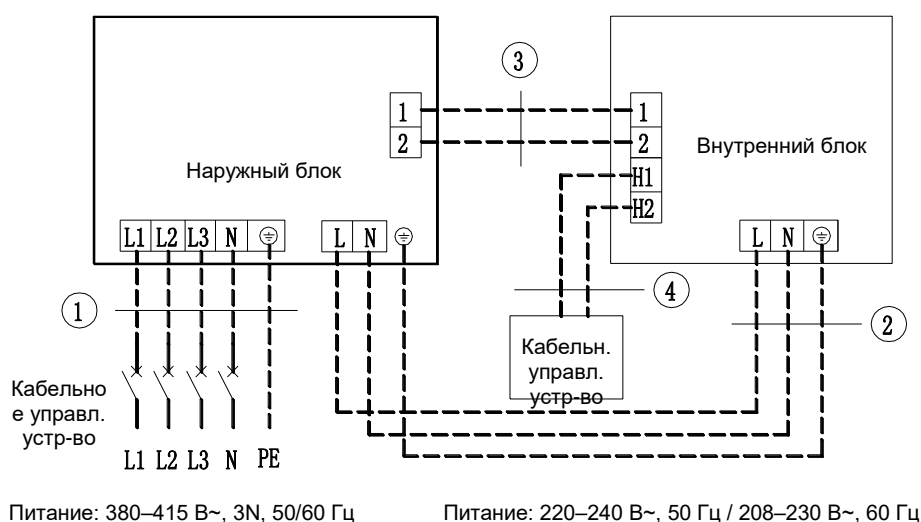 3
1
2
1
2
H1
H2
Наружный блок
Внутренний блок
L1 L2 L3 N
L N
L N
1
4
2
Кабельн.
управл.
устр-во
Кабельно
е управл.
устр-во
L1 L2 L3 N PE
Питание: 380–415 В~, 3N, 50/60 Гц
Питание: 220–240 В~, 50 Гц / 208–230 В~, 60 Гц